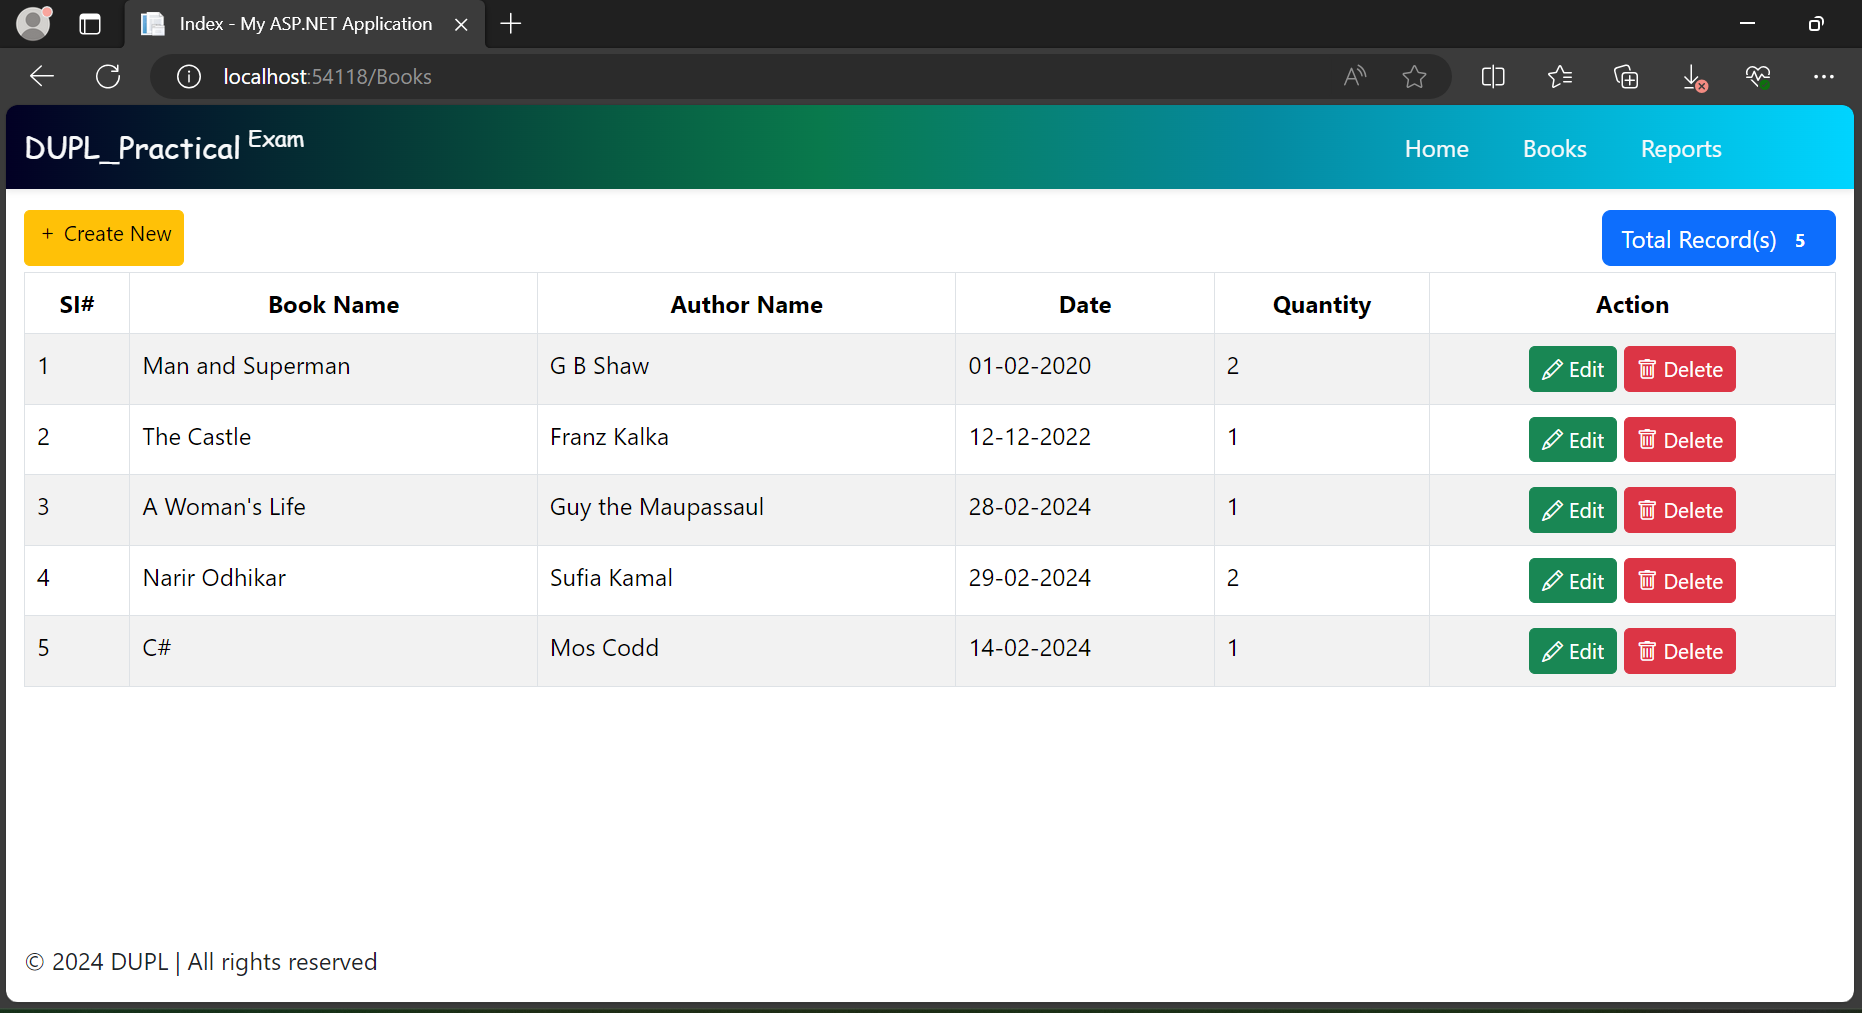 Index - My ASP.NET Application
localhost:54118/Books
DUPL_Practical Exam Home Books Reports
+ Create New Total Record(s) 5
SI# Book Name Author Name Date Quantity Action
1 Man and Superman G B Shaw 01-02-2020 2 Edit Delete
2 The Castle Franz Kalka 12-12-2022 1 Edit Delete
3 A Woman's Life Guy the Maupassaul 28-02-2024 1 Edit Delete
4 Narir Odhikar Sufia Kamal 29-02-2024 2 Edit Delete
5 C# Mos Codd 14-02-2024 1 Edit Delete
© 2024 DUPL | All rights reserved